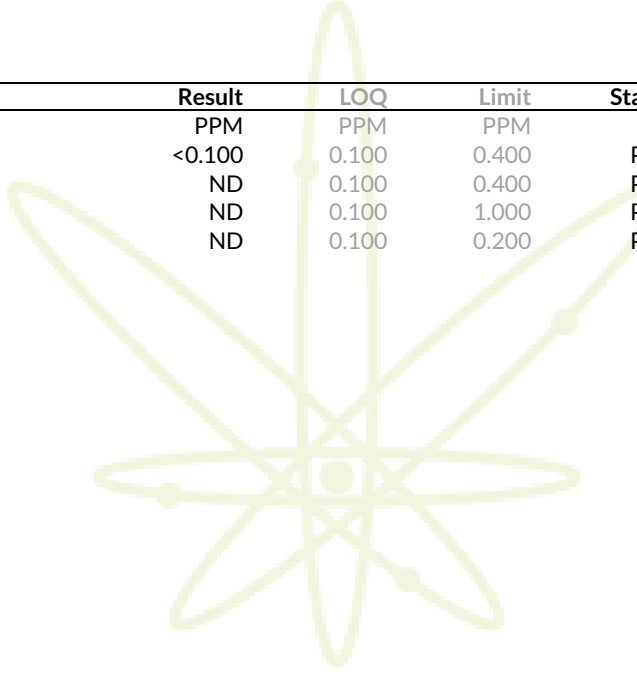 Result LOQ Limit Sta
PPM PPM PPM
<0.100 0.100 0.400 P
ND 0.100 0.400 P
ND 0.100 1.000 P
ND 0.100 0.200 P